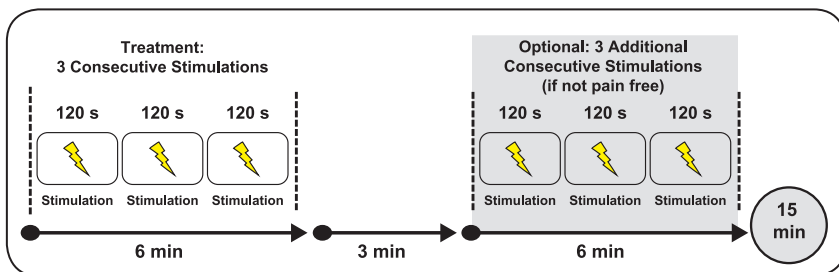 Treatment:
3 Consecutive Stimulations
120 s
120 s
120 s
Stimulation
Stimulation
Stimulation
6 min
3 min
Optional: 3 Additional
Consecutive Stimulations
(if not pain free)
120 s
120 s
120 s
Stimulation
Stimulation
Stimulation
6 min
15
min